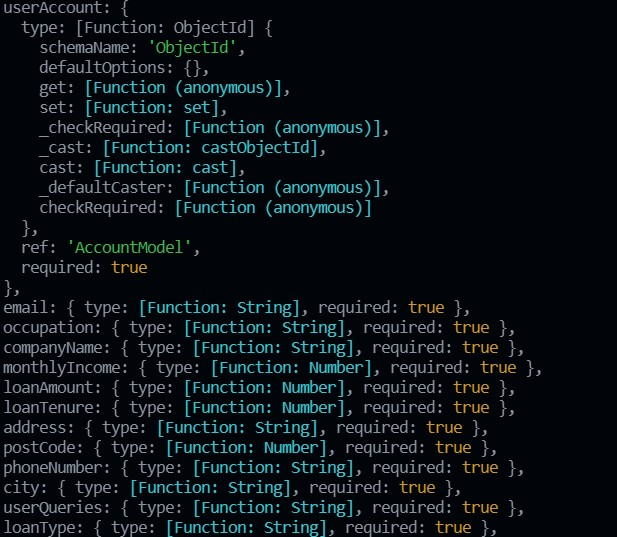 userAccount: {
  type: [Function: ObjectId] {
    schemaName: 'ObjectId',
    defaultOptions: {},
    get: [Function (anonymous)],
    set: [Function: set],
    _checkRequired: [Function (anonymous)],
    _cast: [Function: castObjectId],
    cast: [Function: cast],
    _defaultCaster: [Function (anonymous)],
    checkRequired: [Function (anonymous)]
  },
  ref: 'AccountModel',
  required: true
},
email: { type: [Function: String], required: true },
occupation: { type: [Function: String], required: true },
companyName: { type: [Function: String], required: true },
monthlyIncome: { type: [Function: Number], required: true },
loanAmount: { type: [Function: Number], required: true },
loanTenure: { type: [Function: Number], required: true },
address: { type: [Function: String], required: true },
postCode: { type: [Function: Number], required: true },
phoneNumber: { type: [Function: String], required: true },
city: { type: [Function: String], required: true },
userQueries: { type: [Function: String], required: true },
loanType: { type: [Function: String], required: true },